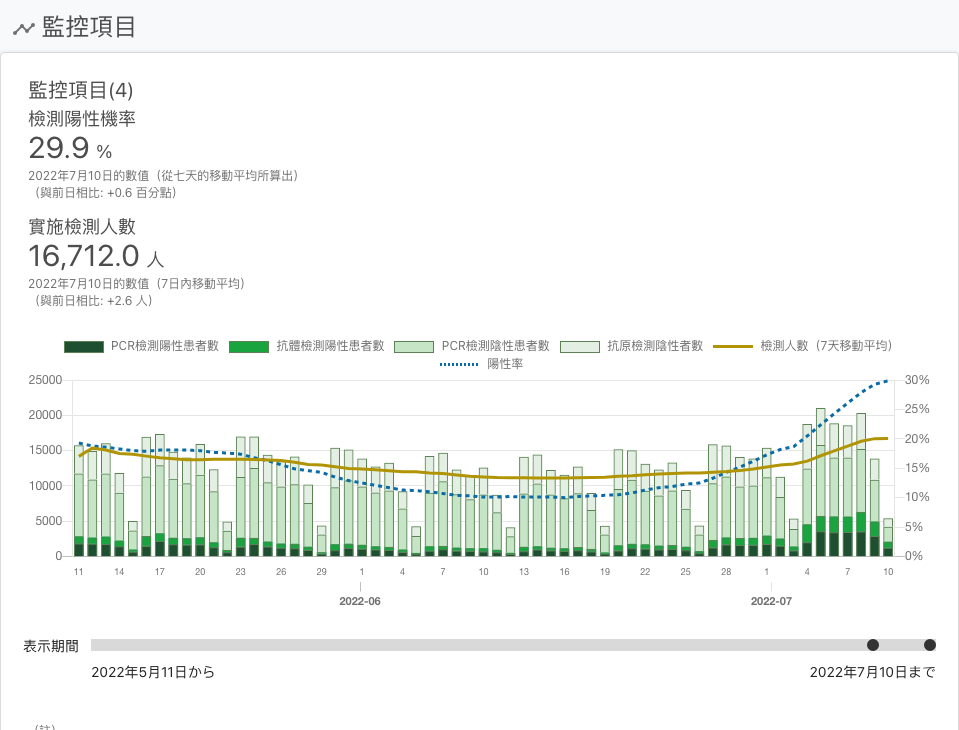 監控項目
監控項目(4)
檢測陽性機率
29.9 %
2022年7月10日的數值（從七天的移動平均所算出）
（與前日相比: +0.6 百分點）
實施檢測人數
16,712.0 人
2022年7月10日的數值（7日內移動平均）
（與前日相比: +2.6 人）
PCR檢測陽性患者數 抗體檢測陽性患者數 PCR檢測陰性患者數 抗原檢測陰性者數 檢測人數（7天移動平均）
陽性率
25000 30%
25%
20000
20%
15000
15%
10000
10%
5000
5%
0 0%
11 14 17 20 23 26 29 1 4 7 10 13 16 19 22 25 28 1 4 7 10
2022-06 2022-07
表示期間
2022年5月11日から 2022年7月10日まで